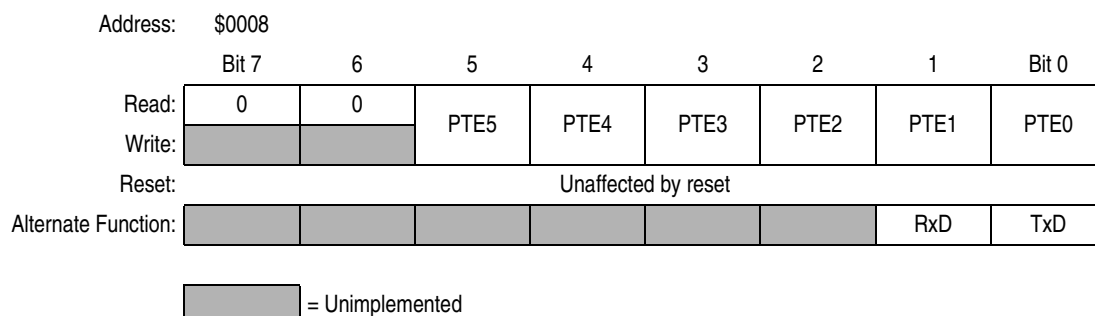 Address: $0008
Bit 7 6 5 4 3 2 1 Bit 0
Read: 0 0 PTE5 PTE4 PTE3 PTE2 PTE1 PTE0
Write:
Reset: Unaffected by reset
Alternate Function: RxD TxD
= Unimplemented